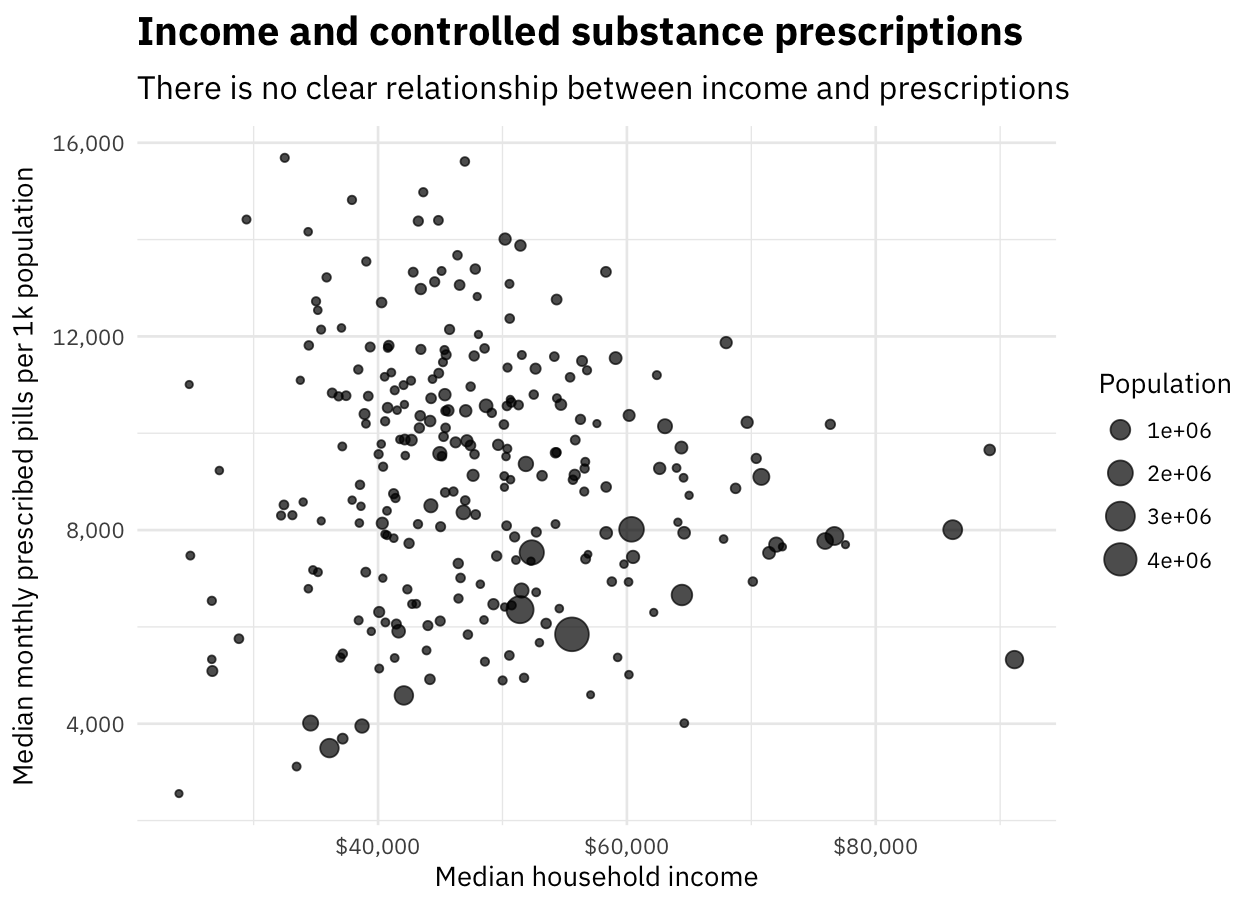 Income and controlled substance prescriptions
There is no clear relationship between income and prescriptions
Median monthly prescribed pills per 1k population
16,000
12,000
8,000
4,000
$40,000
$60,000
$80,000
Median household income
Population
1e+06
2e+06
3e+06
4e+06